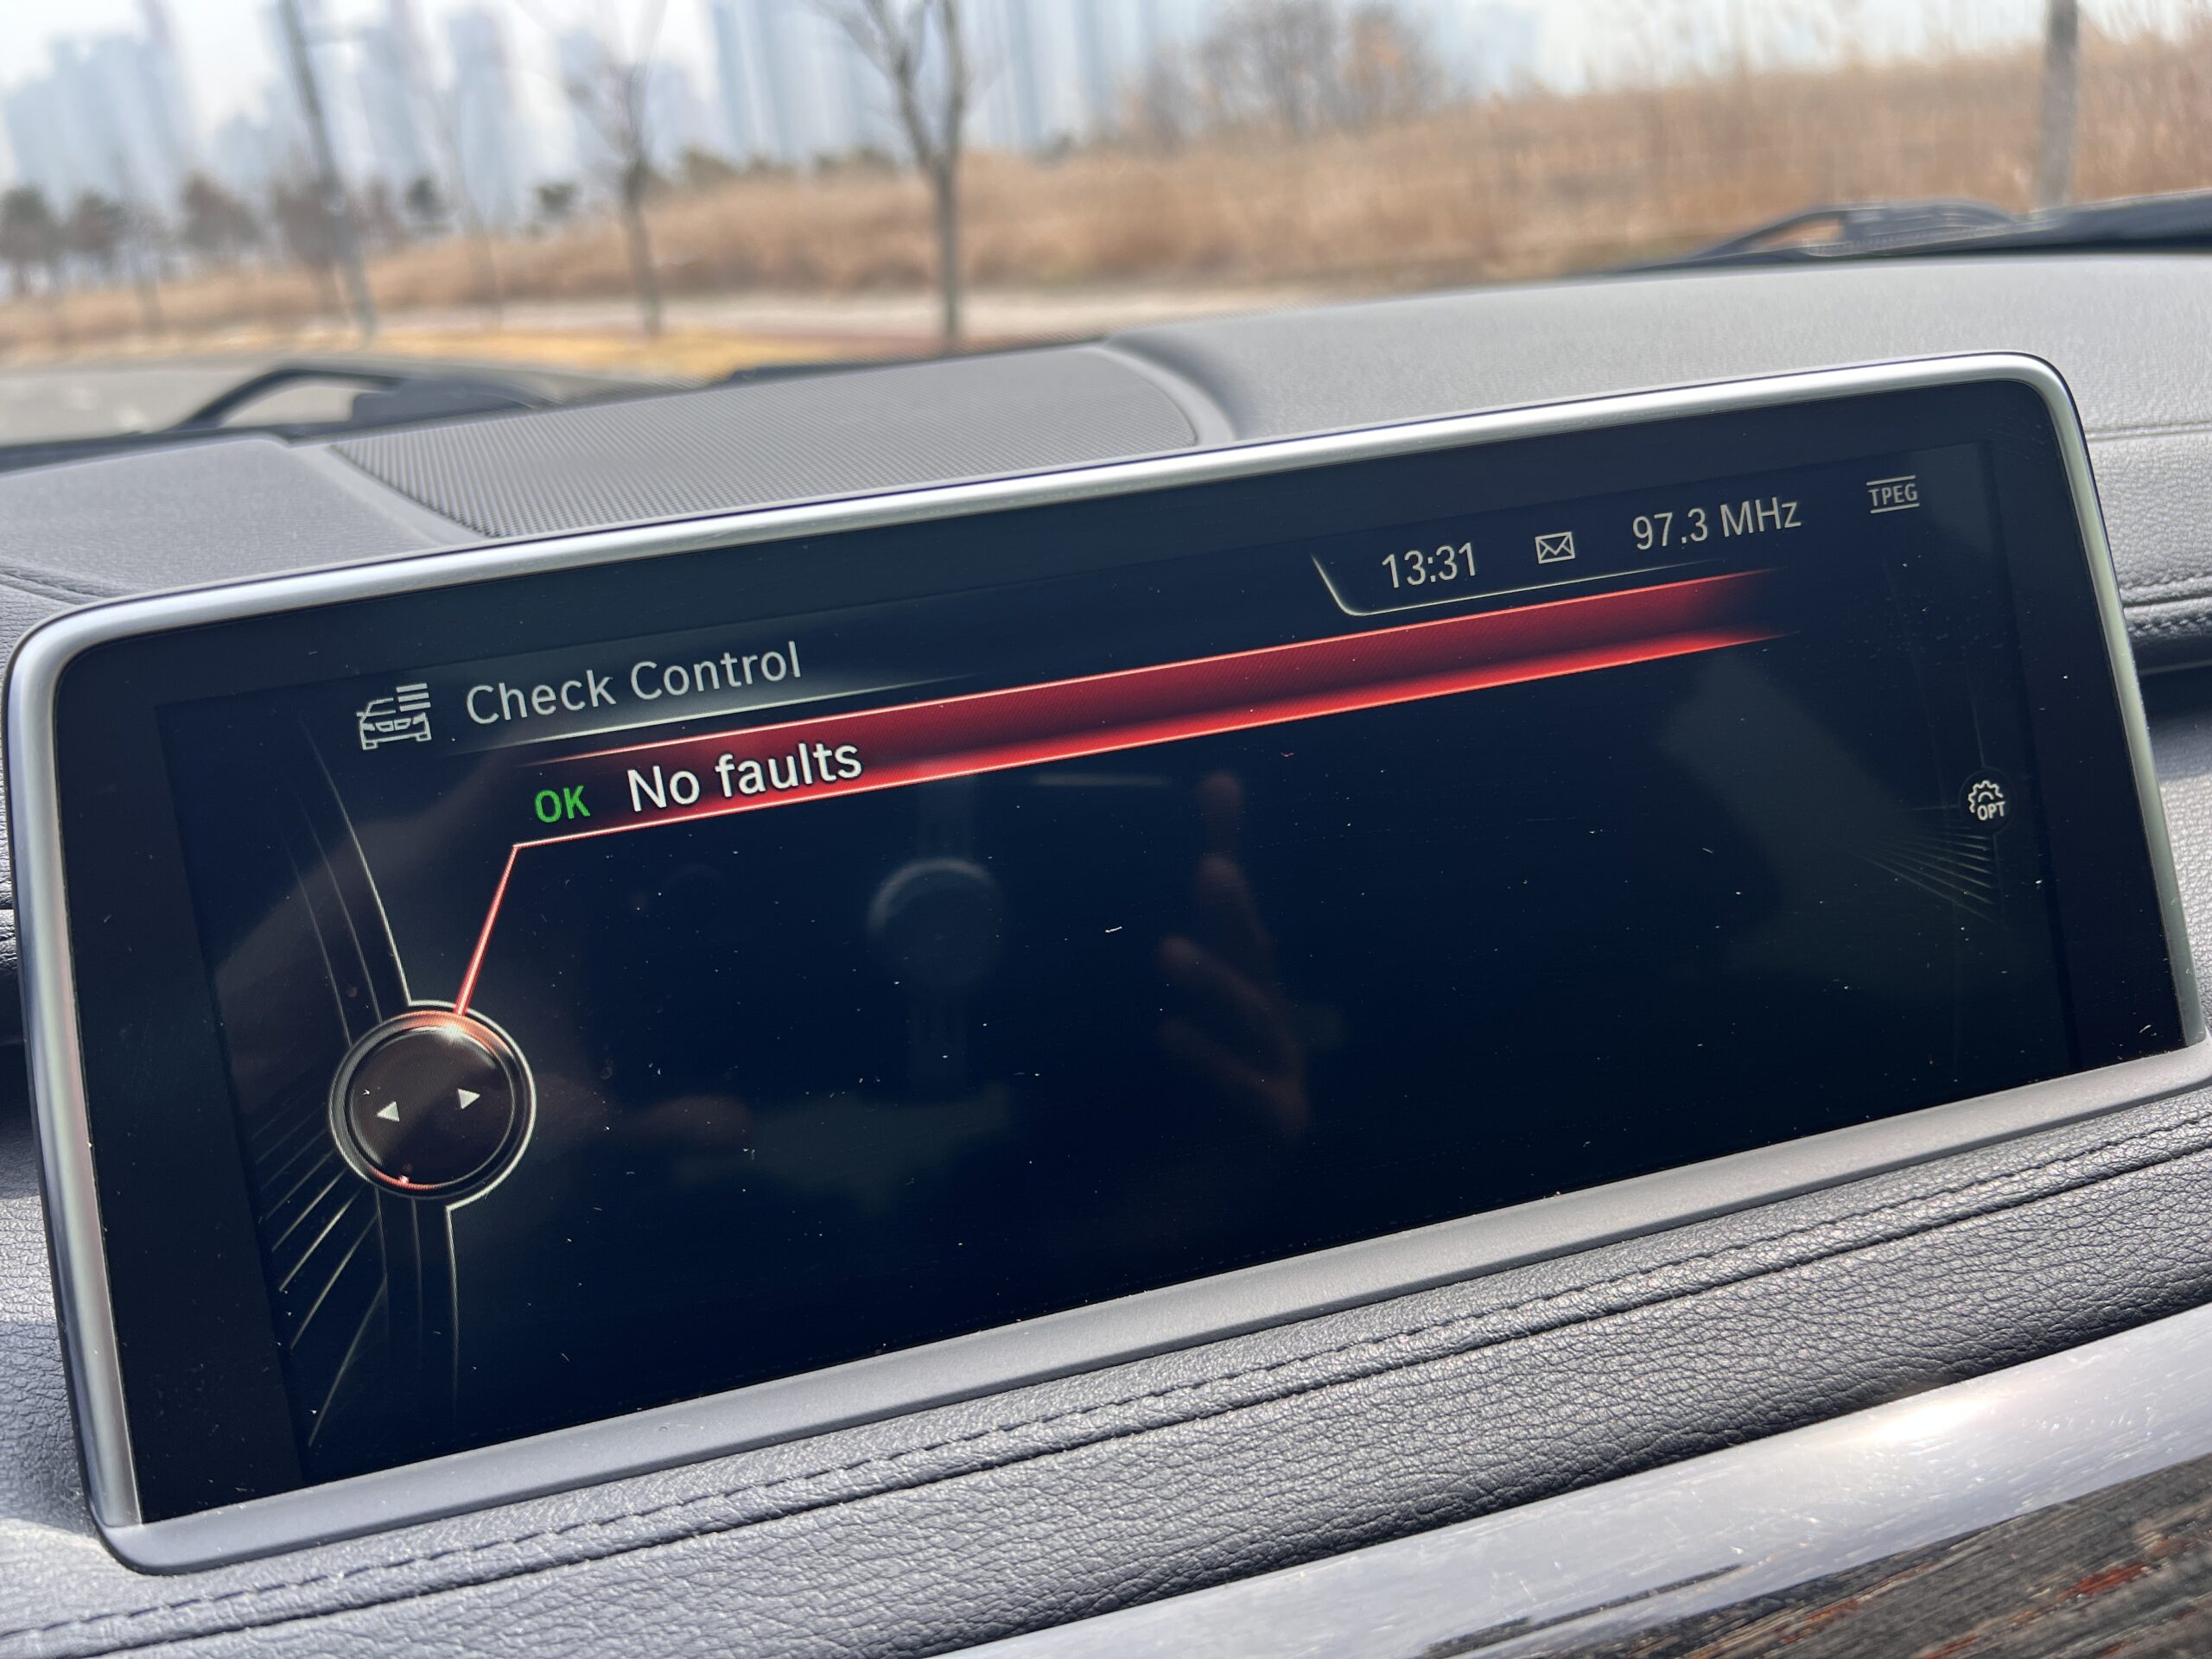 13:31 97.3 MHz TPEG
Check Control
OK No faults
OPT